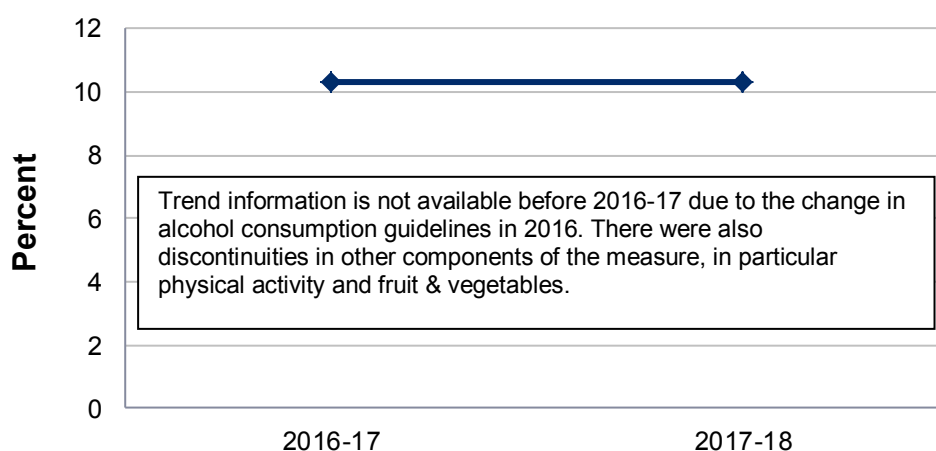 12
10
8
6
4
2
0
Percent
Trend information is not available before 2016-17 due to the change in
alcohol consumption guidelines in 2016. There were also
discontinuities in other components of the measure, in particular
physical activity and fruit & vegetables.
2016-17 2017-18